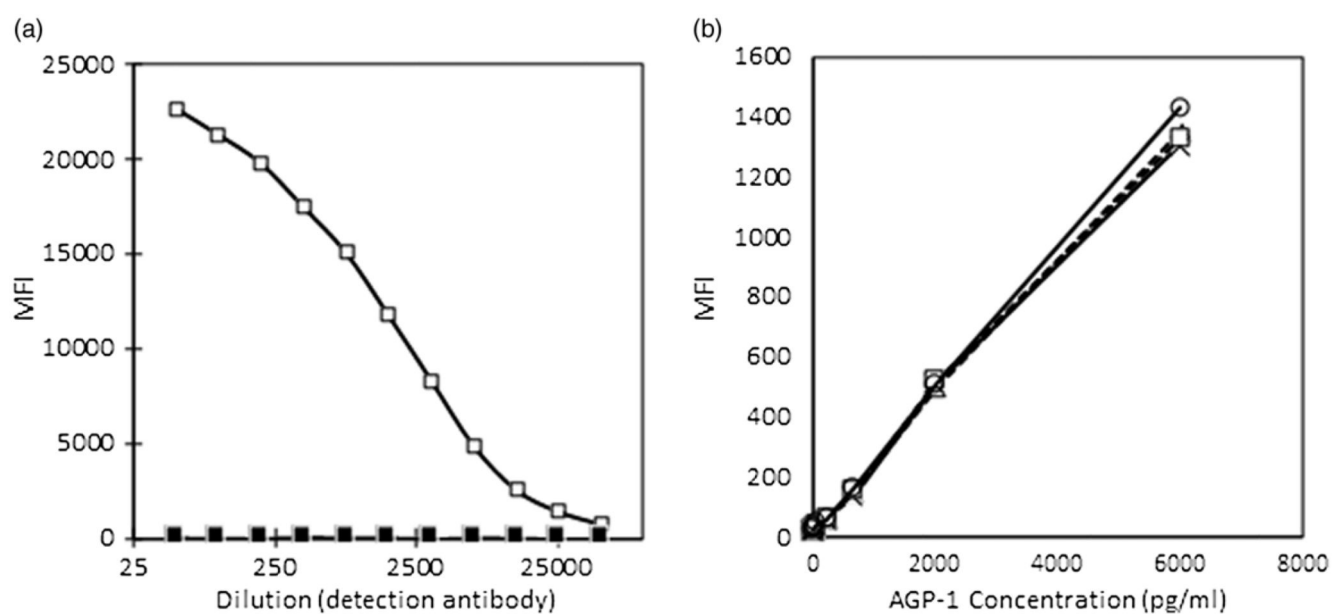 (a)
25000
20000
15000
10000
5000
0
MFI
25 250 2500 25000
Dilution (detection antibody)
(b)
1600
1400
1200
1000
800
600
400
200
0
MFI
0 2000 4000 6000 8000
AGP-1 Concentration (pg/ml)